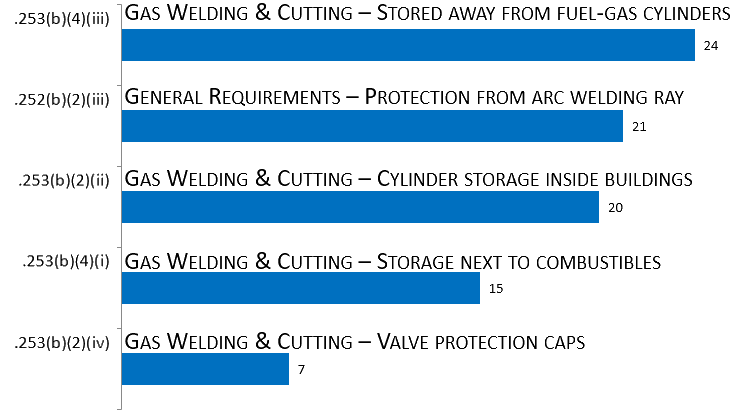 .253(b)(4)(iii) Gas Welding & Cutting – Stored away from fuel-gas cylinders
24
.252(b)(2)(iii) General Requirements – Protection from arc welding ray
21
.253(b)(2)(ii) Gas Welding & Cutting – Cylinder storage inside buildings
20
.253(b)(4)(i) Gas Welding & Cutting – Storage next to combustibles
15
.253(b)(2)(iv) Gas Welding & Cutting – Valve protection caps
7